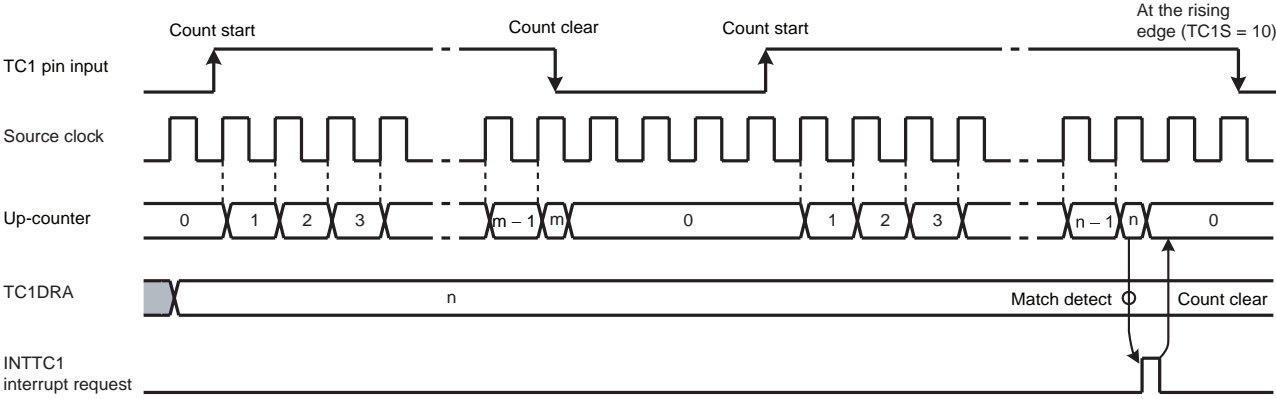 At the rising
edge (TC1S = 10)
Count start
Count clear
Count start
TC1 pin input
Source clock
Up-counter
0 1 2 3 m – 1 m 0 1 2 3 n – 1 n 0
TC1DRA
n
Match detect
Count clear
INTTC1
interrupt request